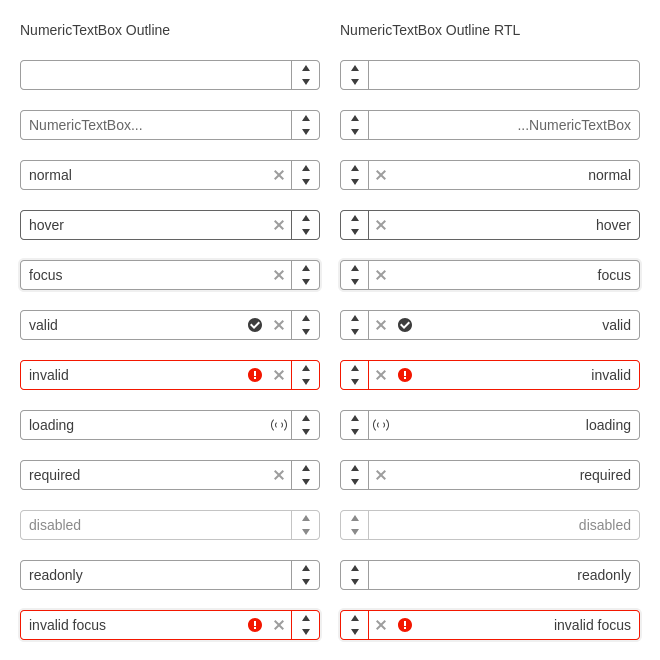 NumericTextBox Outline
NumericTextBox...
normal
hover
focus
valid
invalid
loading
required
disabled
readonly
invalid focus
NumericTextBox Outline RTL
...NumericTextBox
normal
hover
focus
valid
invalid
loading
required
disabled
readonly
invalid focus